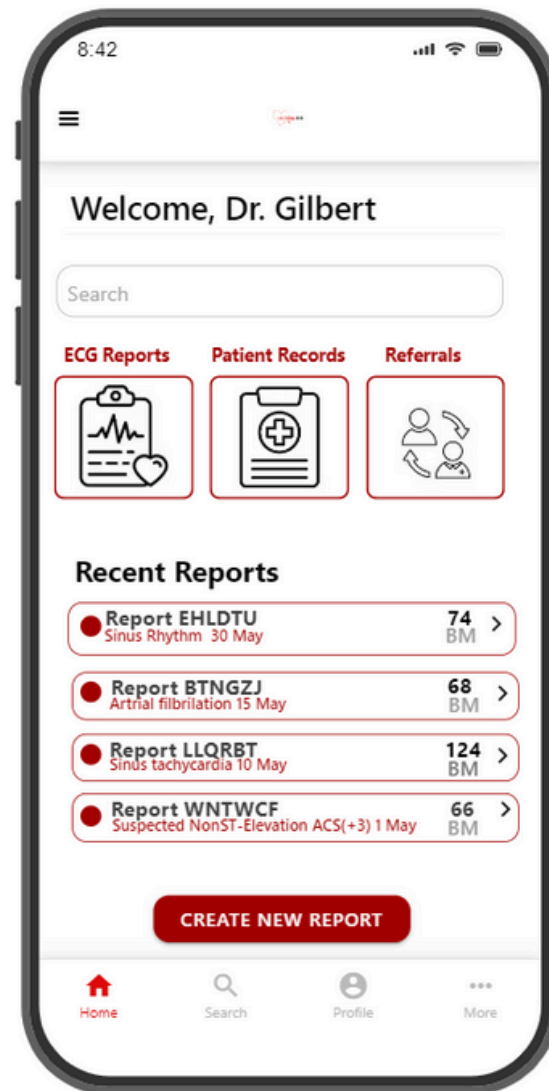 8:42
Welcome, Dr. Gilbert
Search
ECG Reports Patient Records Referrals
Recent Reports
Report EHLDTU 74
Sinus Rhythm 30 May BM
Report BTNGZJ 68
Artrial filbrilation 15 May BM
Report LLQRBT 124
Sinus tachycardia 10 May BM
Report WNTWCF 66
Suspected NonST-Elevation ACS(+3) 1 May BM
CREATE NEW REPORT
Home Search Profile More